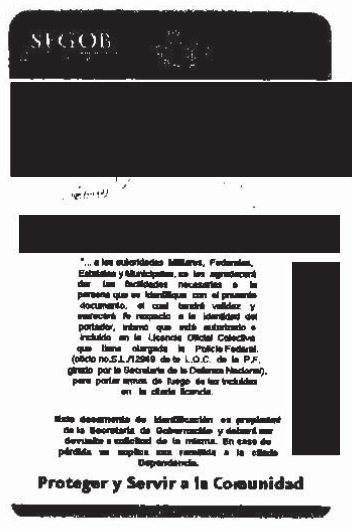 SEGOB
"... a las autoridades Militares, Federales,
Estatales y Municipales, se les agradecerá
dar las facilidades necesarias a la
persona que se identifique con el presente
documento, el cual tendrá validez y
merecerá fe respecto a la identidad del
portador, mismo que está autorizado e
incluido en la Licencia Oficial Colectiva
que tiene otorgada la Policía Federal.
(oficio no.S.L./12949 de la L.O.C. de la P.F.
girado por la Secretaría de la Defensa Nacional),
para portar armas de fuego de las incluidas
en la citada licencia.
Este documento de identificación es propiedad
de la Secretaría de Gobernación y deberá ser
devuelto a solicitud de la misma. En caso de
pérdida se suplica sea remitida a la citada
Dependencia.
Proteger y Servir a la Comunidad